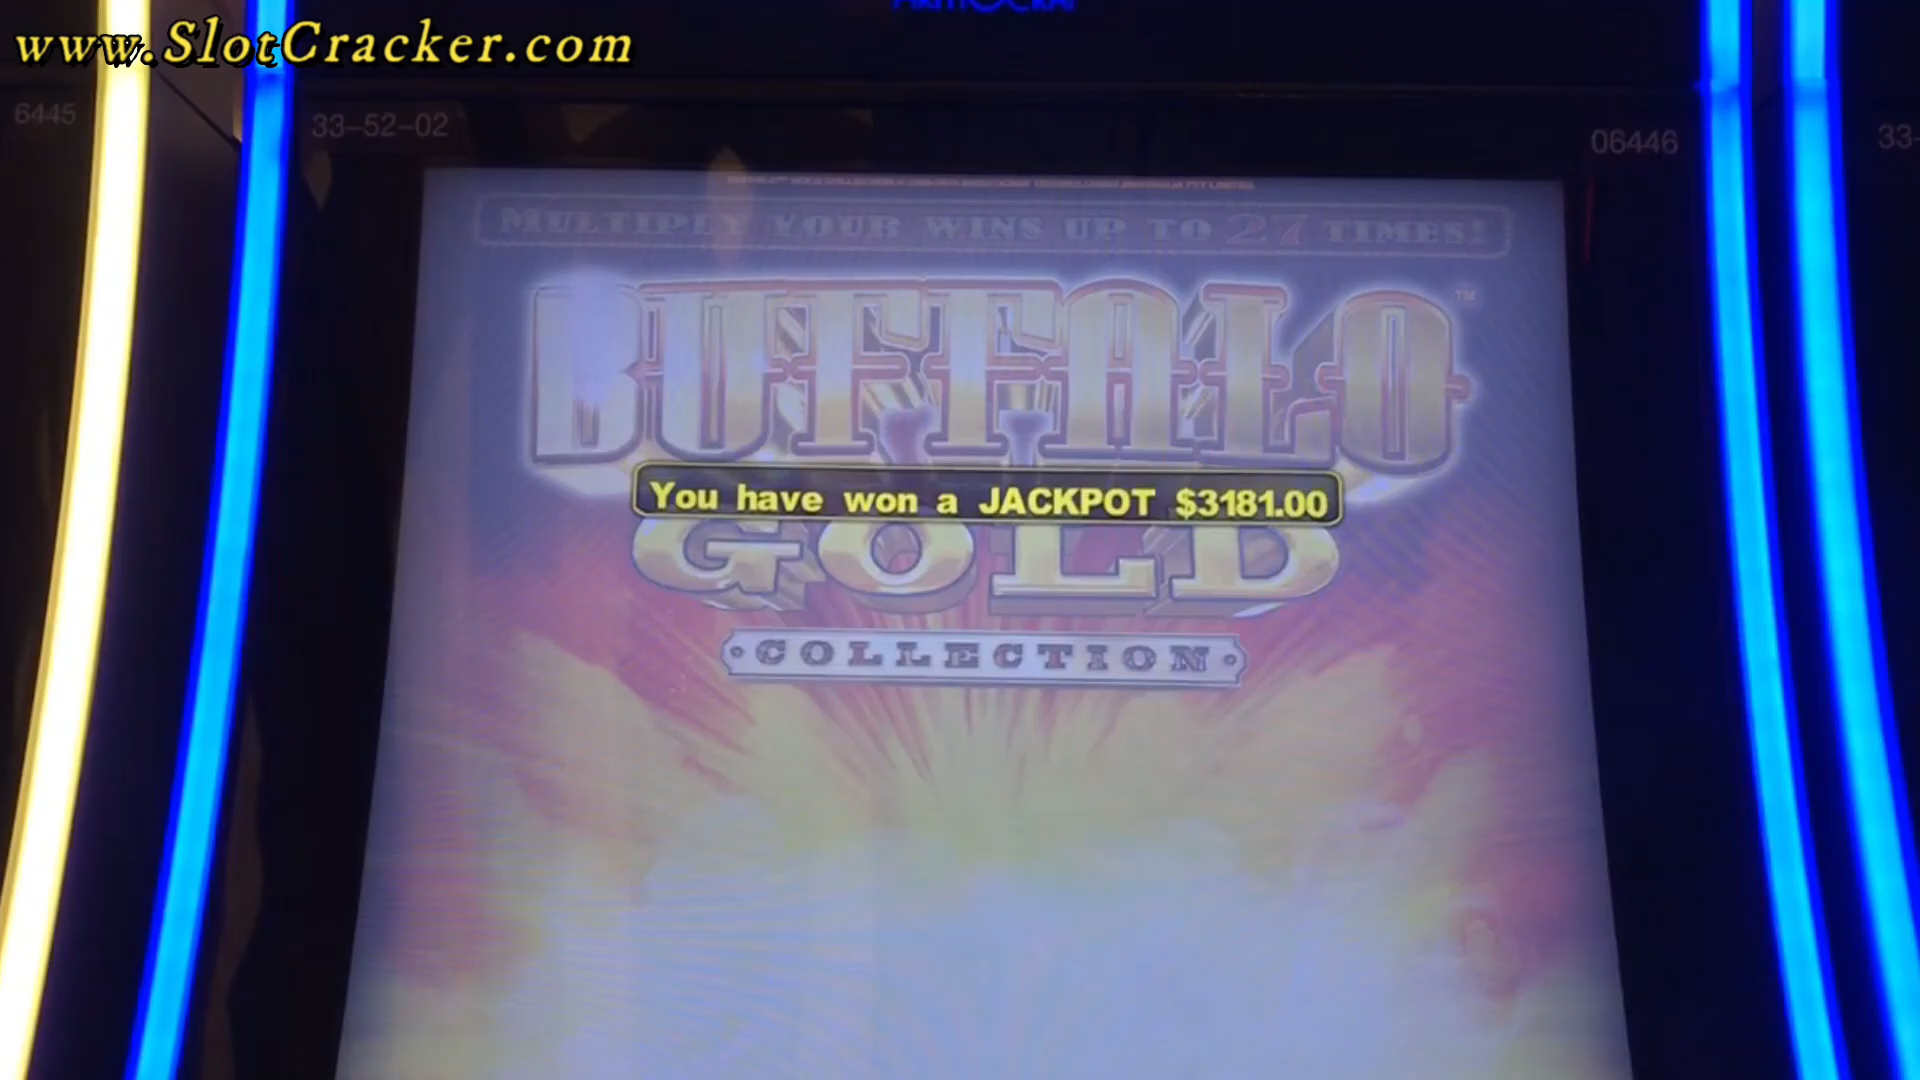 www.SlotCracker.com
6445
33-52-02
06446
33-
MULTIPLY YOUR WINS UP TO 27 TIMES!
BUFFALO™
You have won a JACKPOT $3181.00
GOLD
COLLECTION